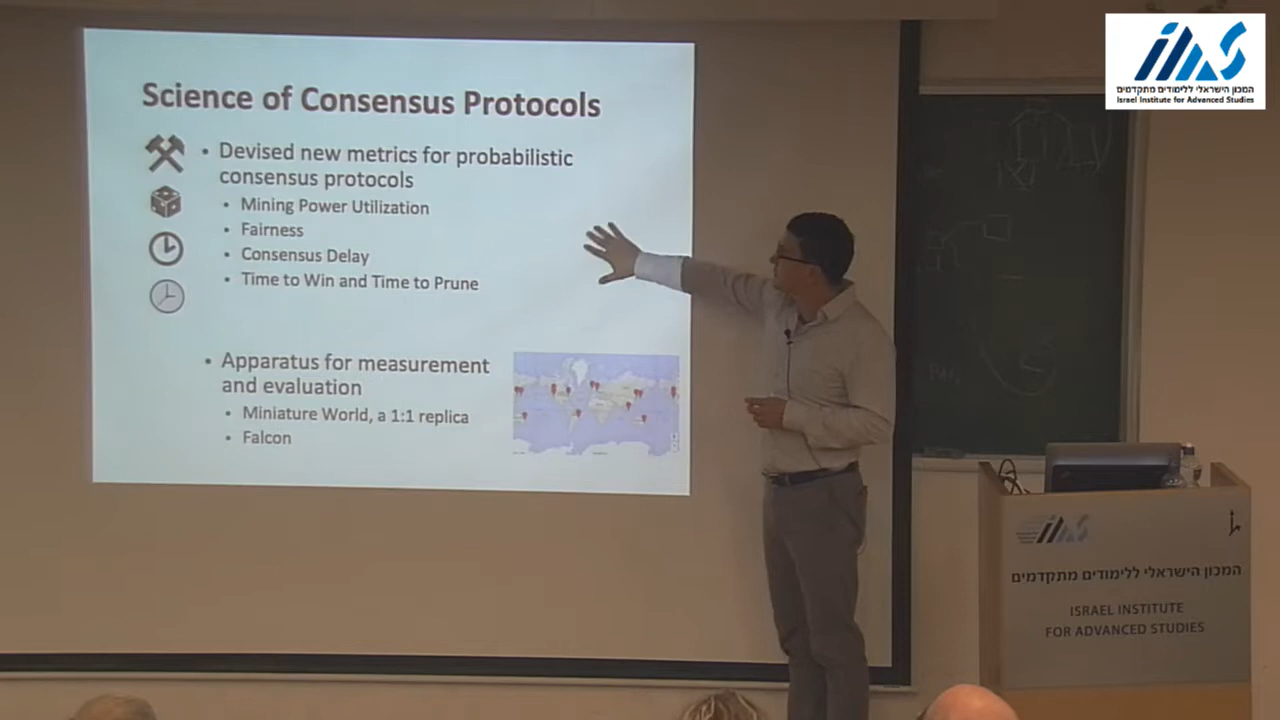 Science of Consensus Protocols
• Devised new metrics for probabilistic
consensus protocols
• Mining Power Utilization
• Fairness
• Consensus Delay
• Time to Win and Time to Prune
• Apparatus for measurement
and evaluation
• Miniature World, a 1:1 replica
• Falcon
המכון הישראלי ללימודים מתקדמים
Israel Institute for Advanced Studies
המכון הישראלי ללימודים מתקדמים
ISRAEL INSTITUTE
FOR ADVANCED STUDIES